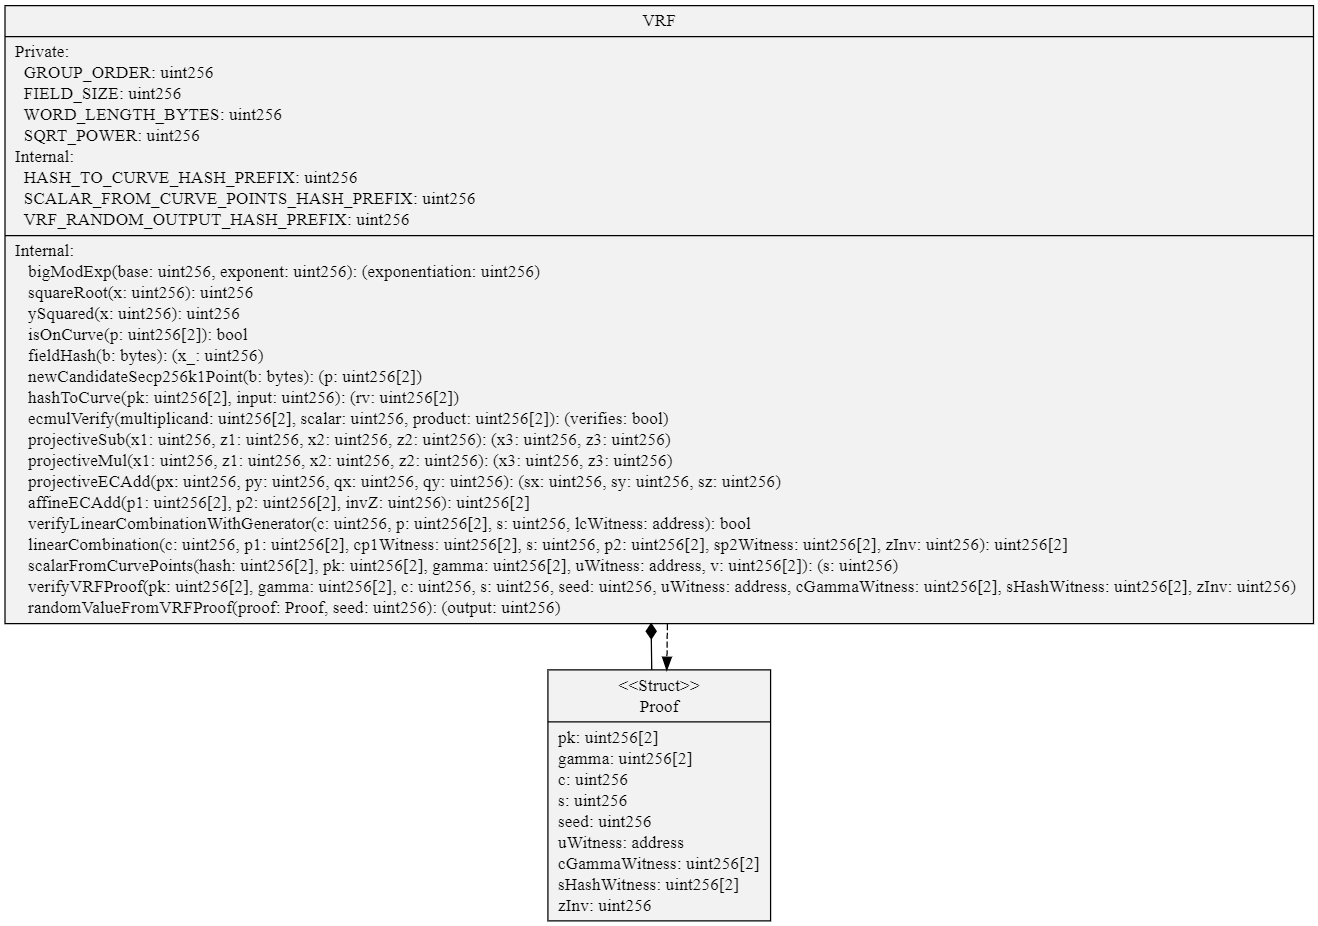 VRF
Private:
GROUP_ORDER: uint256
FIELD_SIZE: uint256
WORD_LENGTH_BYTES: uint256
SQRT_POWER: uint256
Internal:
HASH_TO_CURVE_HASH_PREFIX: uint256
SCALAR_FROM_CURVE_POINTS_HASH_PREFIX: uint256
VRF_RANDOM_OUTPUT_HASH_PREFIX: uint256
Internal:
bigModExp(base: uint256, exponent: uint256): (exponentiation: uint256)
squareRoot(x: uint256): uint256
ySquared(x: uint256): uint256
isOnCurve(p: uint256[2]): bool
fieldHash(b: bytes): (x_: uint256)
newCandidateSecp256k1Point(b: bytes): (p: uint256[2])
hashToCurve(pk: uint256[2], input: uint256): (rv: uint256[2])
ecmulVerify(multiplicand: uint256[2], scalar: uint256, product: uint256[2]): (verifies: bool)
projectiveSub(x1: uint256, z1: uint256, x2: uint256, z2: uint256): (x3: uint256, z3: uint256)
projectiveMul(x1: uint256, z1: uint256, x2: uint256, z2: uint256): (x3: uint256, z3: uint256)
projectiveECAdd(px: uint256, py: uint256, qx: uint256, qy: uint256): (sx: uint256, sy: uint256, sz: uint256)
affineECAdd(p1: uint256[2], p2: uint256[2], invZ: uint256): uint256[2]
verifyLinearCombinationWithGenerator(c: uint256, p: uint256[2], s: uint256, lcWitness: address): bool
linearCombination(c: uint256, p1: uint256[2], cp1Witness: uint256[2], s: uint256, p2: uint256[2], sp2Witness: uint256[2], zInv: uint256): uint256[2]
scalarFromCurvePoints(hash: uint256[2], pk: uint256[2], gamma: uint256[2], uWitness: address, v: uint256[2]): (s: uint256)
verifyVRFProof(pk: uint256[2], gamma: uint256[2], c: uint256, s: uint256, seed: uint256, uWitness: address, cGammaWitness: uint256[2], sHashWitness: uint256[2], zInv: uint256)
randomValueFromVRFProof(proof: Proof, seed: uint256): (output: uint256)
<<Struct>>
Proof
pk: uint256[2]
gamma: uint256[2]
c: uint256
s: uint256
seed: uint256
uWitness: address
cGammaWitness: uint256[2]
sHashWitness: uint256[2]
zInv: uint256